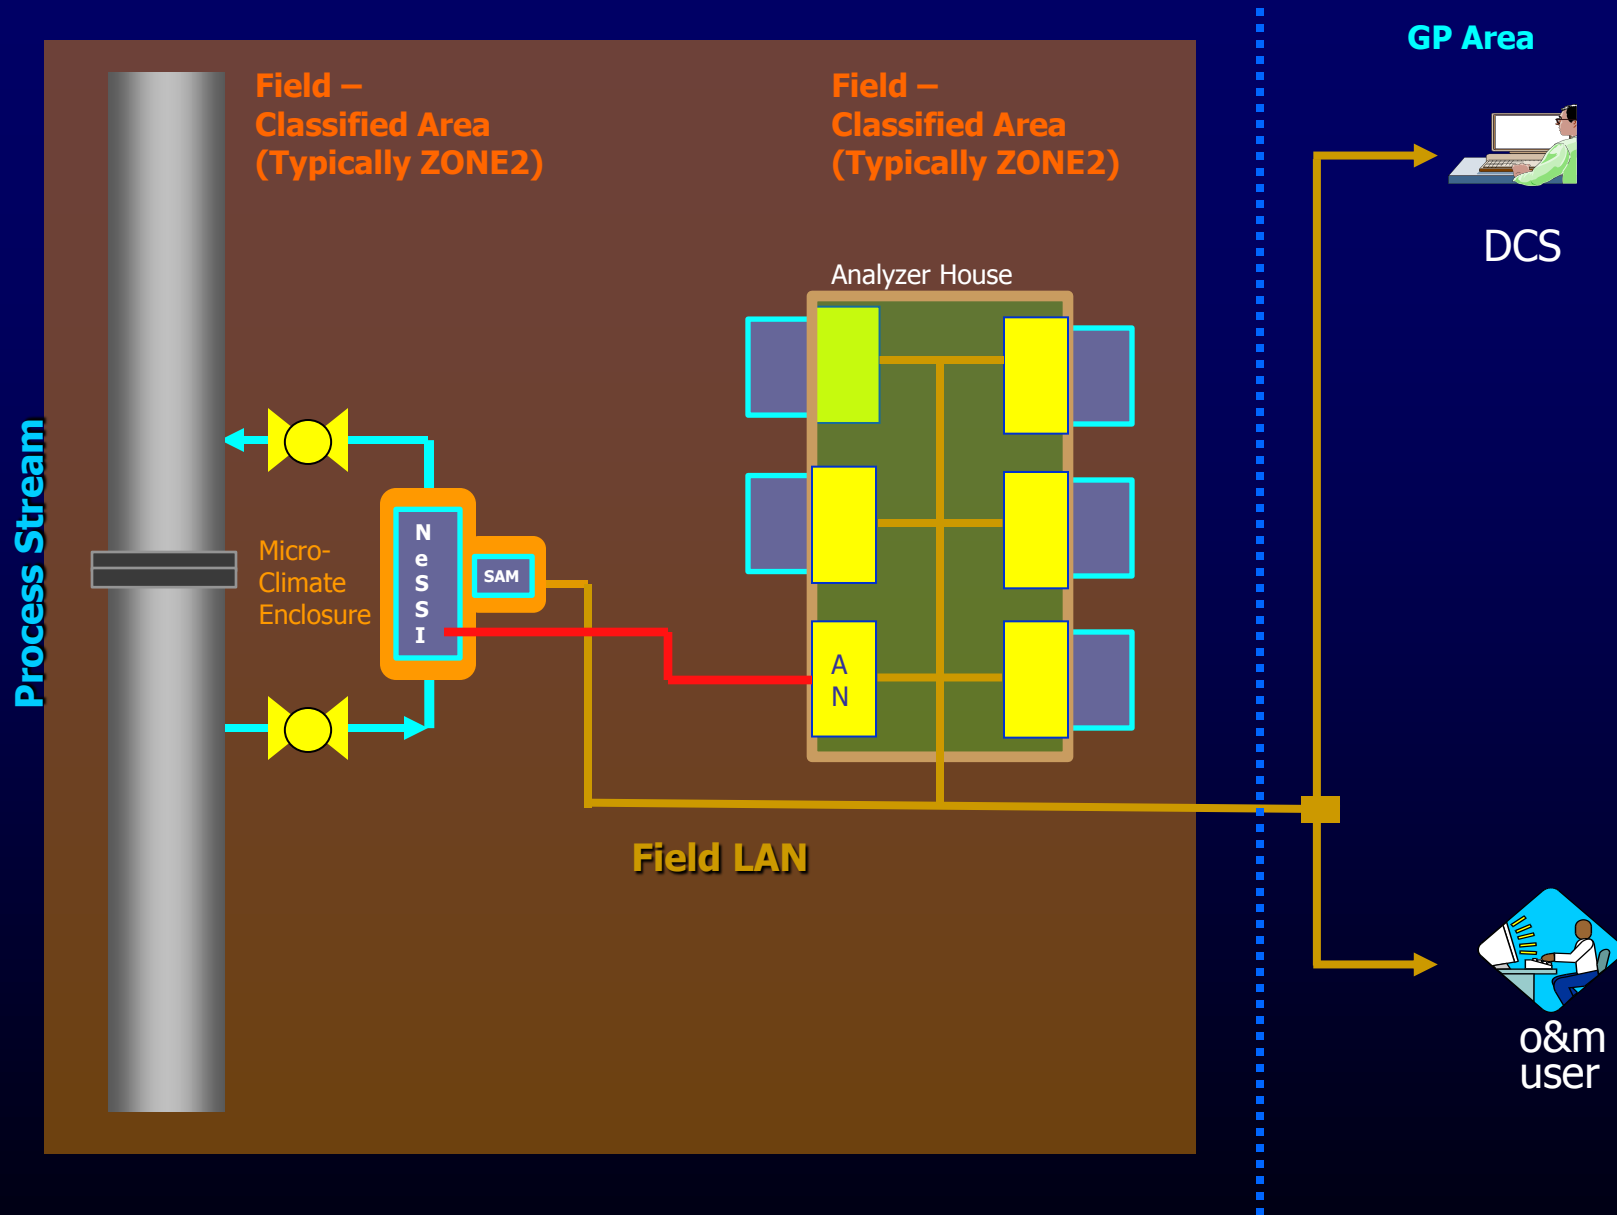 GP Area
Field –
Classified Area
(Typically ZONE2)
Field –
Classified Area
(Typically ZONE2)
DCS
Analyzer House
Process Stream
Micro-
Climate
Enclosure
N
e
S
S
I
SAM
A
N
Field LAN
o&m
user